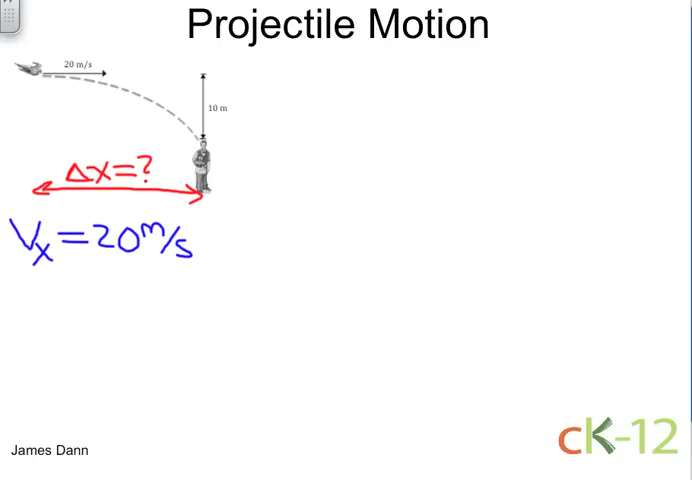 Projectile Motion
20 m/s
10 m
Δx=?
Vx=20m/s
James Dann
cK-12